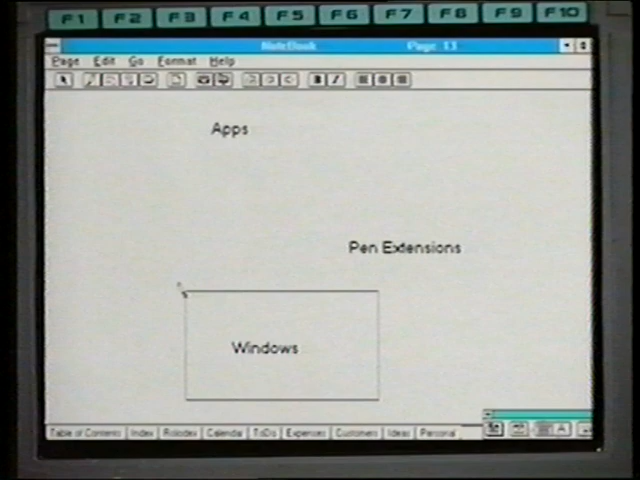 F1 F2 F3 F4 F5 F6 F7 F8 F9 F10
NoteBook Page 13
Page Edit Go Format Help
B I
Apps
Pen Extensions
Windows
Table of Contents Index Rolodex Calendar ToDo Expenses Customers Ideas Personal
A